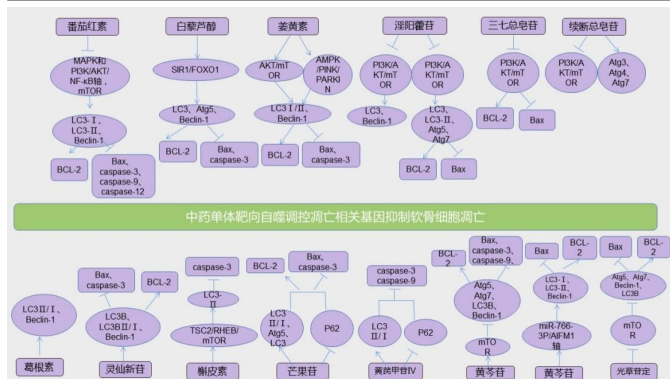 番茄红素
白藜芦醇
姜黄素
淫羊藿苷
三七总皂苷
续断总皂苷
MAPK和
PI3K/AKT/
NF-κB轴,
mTOR
SIR1/FOXO1
AKT/mT
OR
AMPK
/PINK/
PARKI
N
PI3K/A
KT/mT
OR
PI3K/A
KT/mT
OR
PI3K/A
KT/mT
OR
PI3K/A
KT/mT
OR
Atg3、
Atg4、
Atg7
LC3-Ⅰ、
LC3-Ⅱ、
Beclin-1
LC3、Atg5、
Beclin-1
LC3Ⅰ/Ⅱ、
Beclin-1
LC3、
Beclin-1
LC3、
LC3-Ⅱ、
Atg5、
Atg7
BCL-2
Bax
BCL-2
Bax、
caspase-3、
caspase-9、
caspase-12
BCL-2
Bax、
caspase-3
BCL-2
Bax、
caspase-3
BCL-2
Bax
中药单体靶向自噬调控凋亡相关基因抑制软骨细胞凋亡
Bax、
caspase-3
BCL-2
caspase-3
BCL-2
Bax、
caspase-3
caspase-3
caspase-9
BCL-
2
Bax、
caspase-3、
caspase-9、
Bax
BCL-
2
Bax
BCL-
2
LC3Ⅱ/Ⅰ、
Beclin-1
LC3B、
LC3BⅡ/Ⅰ、
Beclin-1
LC3-
Ⅱ、
TSC2/RHEB/
mTOR
LC3
Ⅱ/Ⅰ、
Atg5、
LC3
P62
LC3
Ⅱ/Ⅰ
P62
Atg5、
Atg7、
LC3B、
Beclin-1
mTO
R
LC3-Ⅰ、
LC3-Ⅱ、
Beclin-1
miR-766-
3P/AIFM1
轴
Atg5、Atg7、
Beclin-1、
LC3B
mTO
R
葛根素
灵仙新苷
槲皮素
芒果苷
黄芪甲苷Ⅳ
黄芩苷
黄芩苷
光草苷定